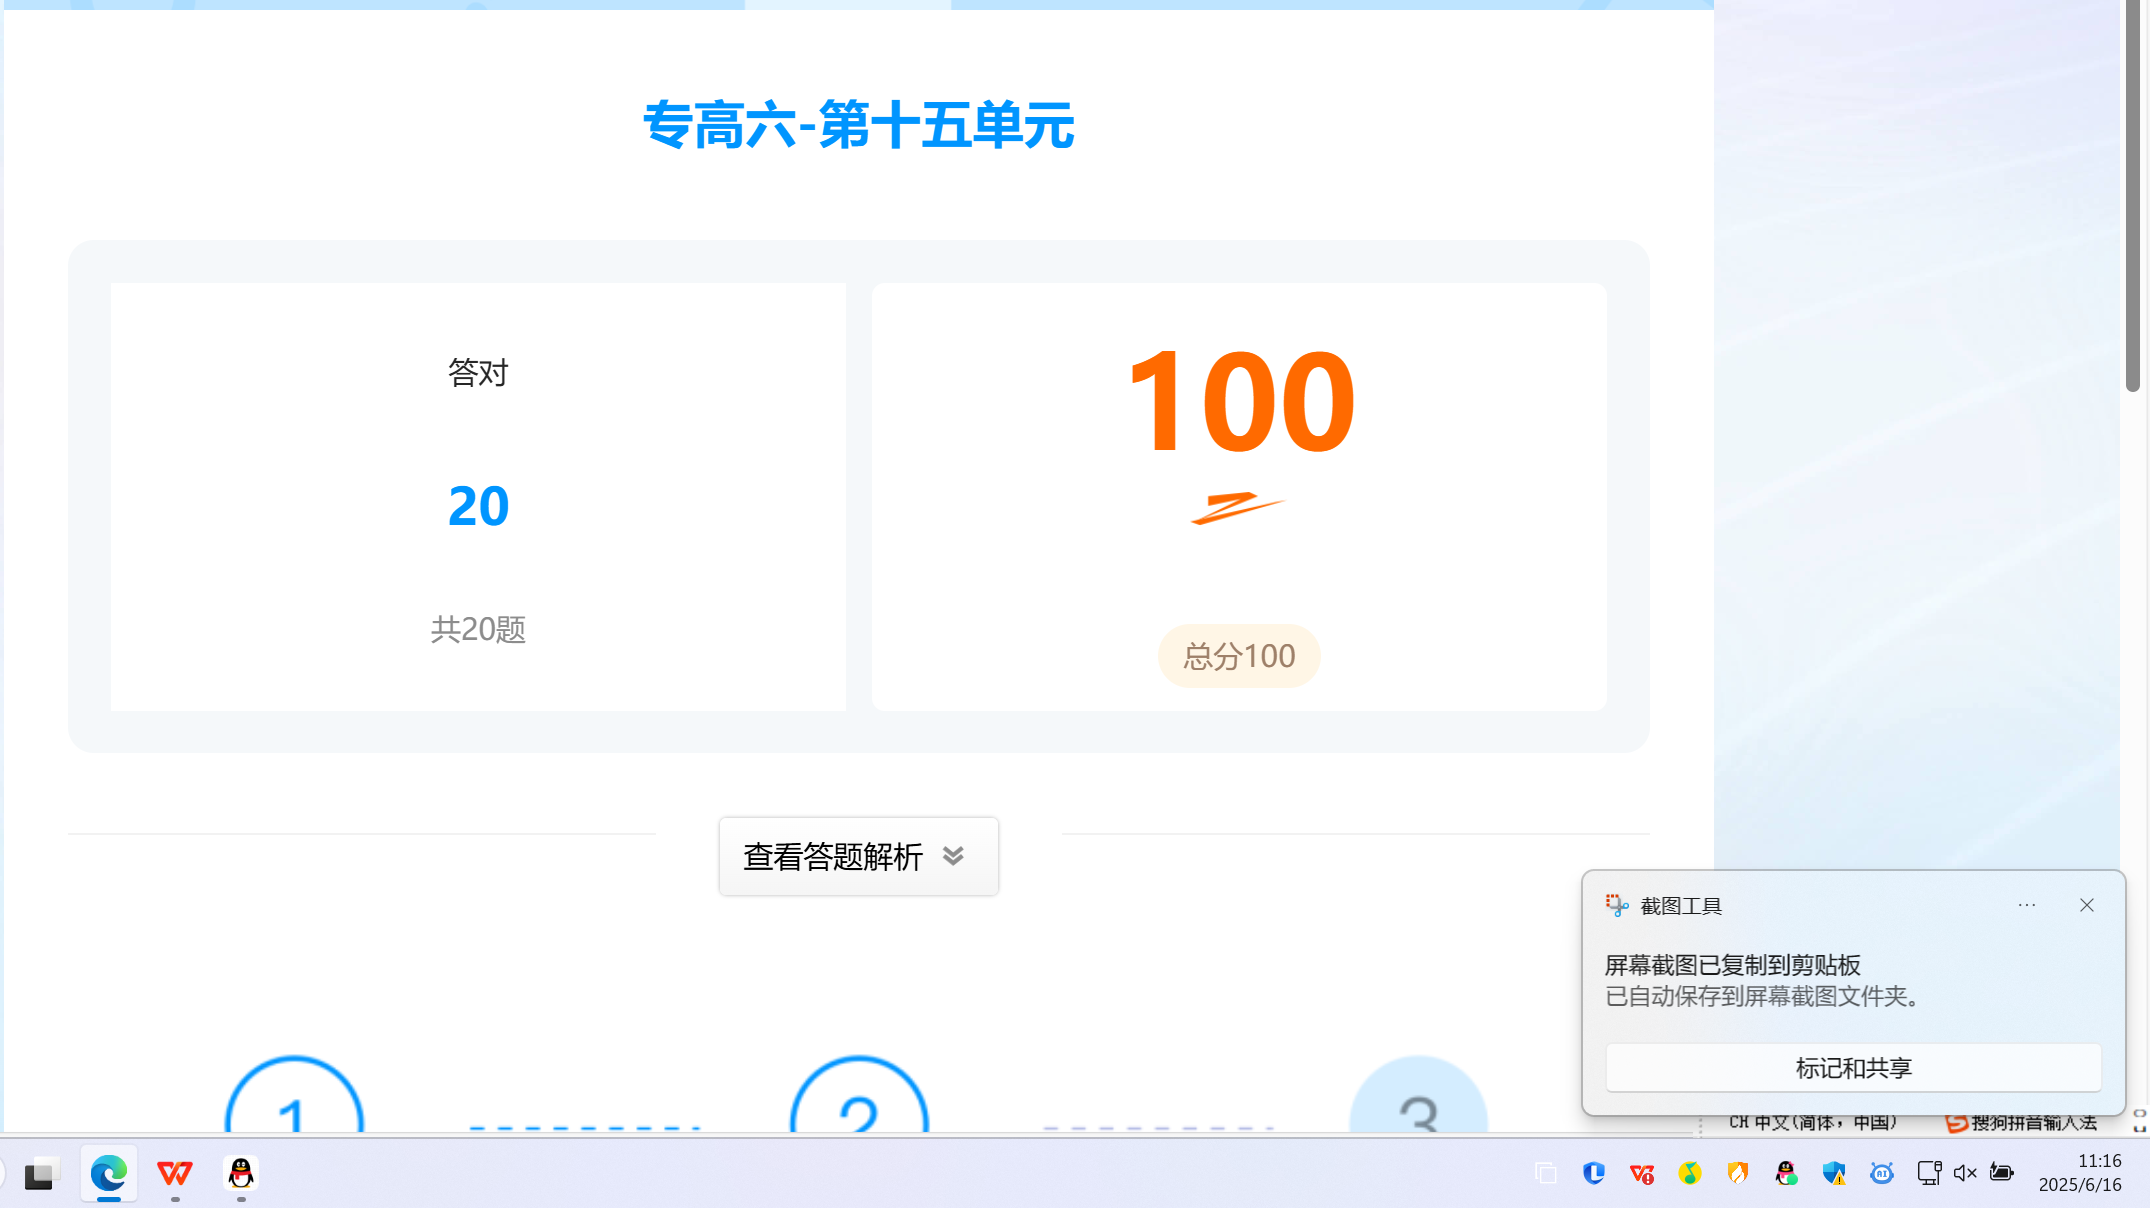 专高六-第十五单元
答对
20
共20题
100
总分100
查看答题解析
1
2
3
截图工具
屏幕截图已复制到剪贴板
已自动保存到屏幕截图文件夹。
标记和共享
CH 中文(简体，中国)
搜狗拼音输入法
11:16
2025/6/16